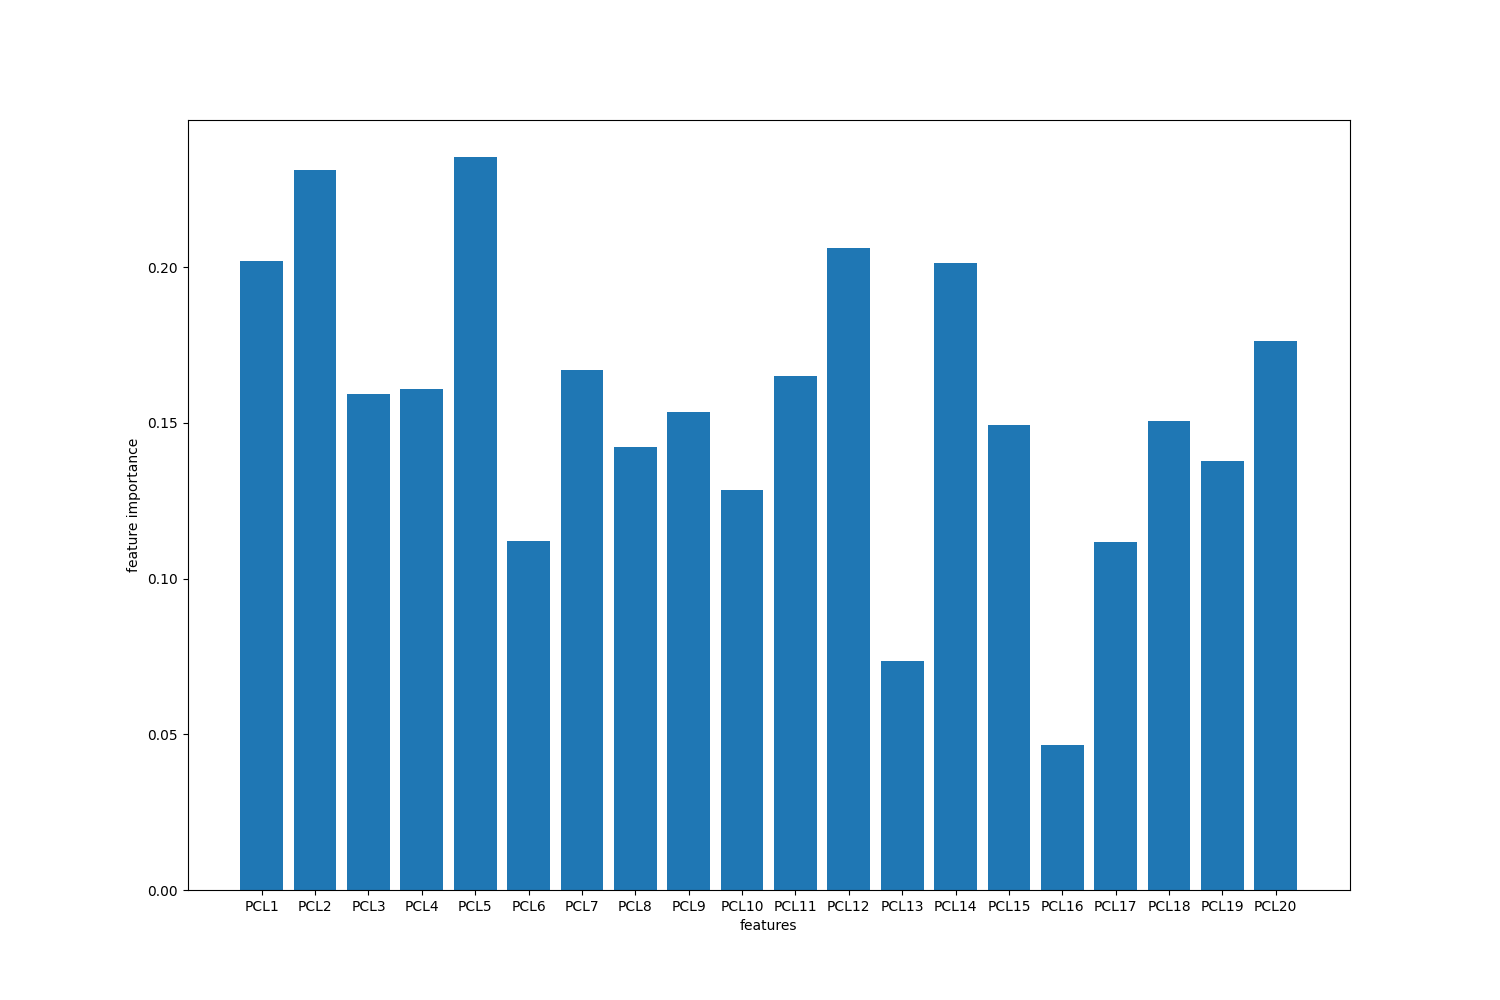 feature importance
0.20
0.15
0.10
0.05
0.00
PCL1 PCL2 PCL3 PCL4 PCL5 PCL6 PCL7 PCL8 PCL9 PCL10 PCL11 PCL12 PCL13 PCL14 PCL15 PCL16 PCL17 PCL18 PCL19 PCL20
features